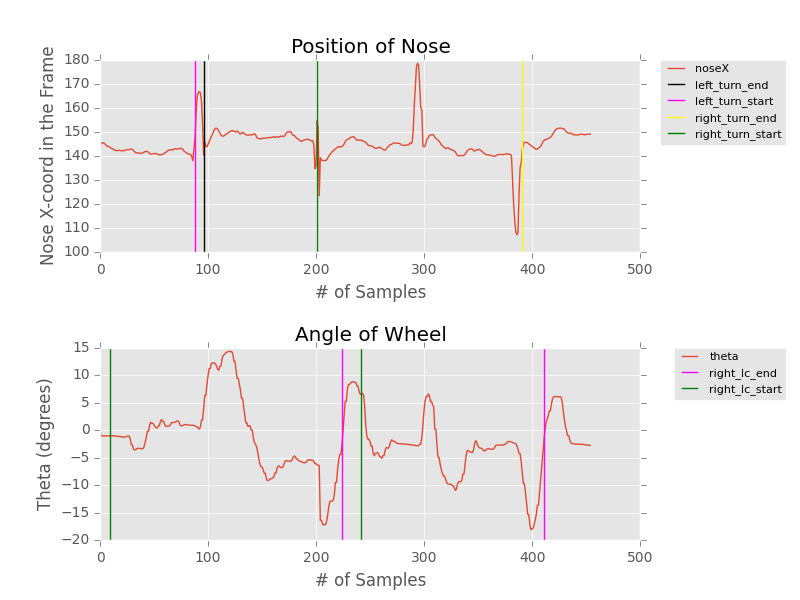 Position of Nose
Nose X-coord in the Frame
180
170
160
150
140
130
120
110
100
0 100 200 300 400 500
# of Samples
noseX
left_turn_end
left_turn_start
right_turn_end
right_turn_start
Angle of Wheel
Theta (degrees)
15
10
5
0
−5
−10
−15
−20
0 100 200 300 400 500
# of Samples
theta
right_lc_end
right_lc_start